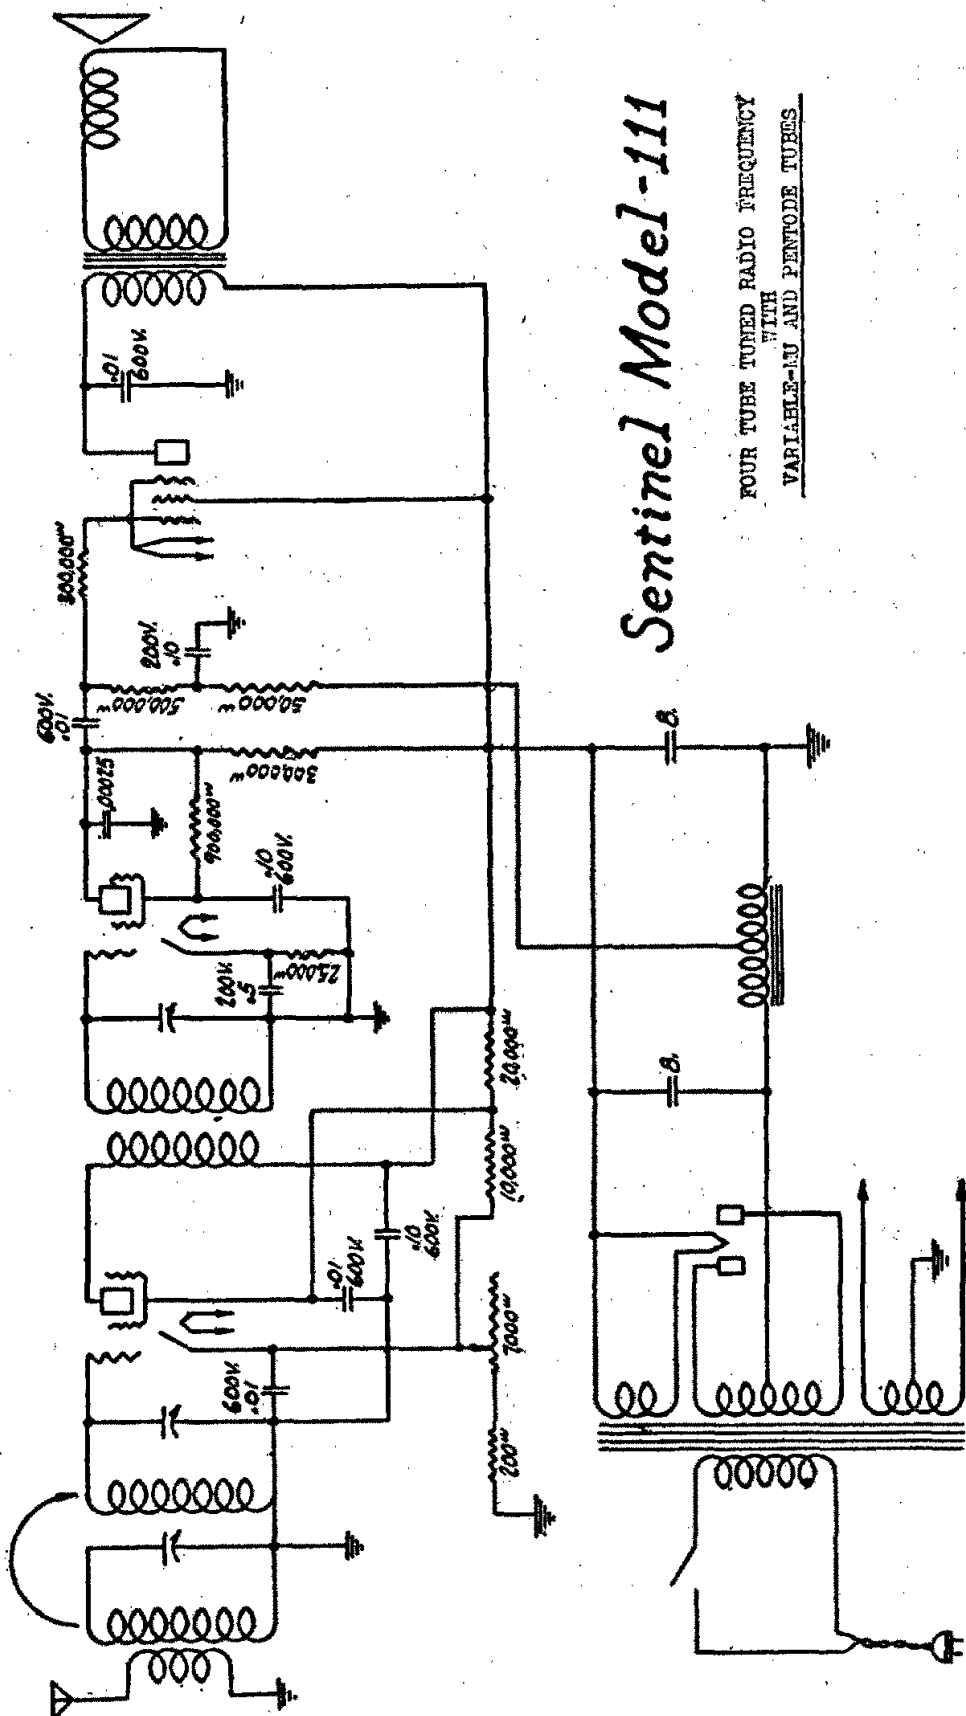 .01
600V.
300,000ω
200V.
.10
500,000ω
50,000ω
600V.
.01
300,000ω
.00025
900,000ω
.10
600V.
200V.
.5
25,000ω
20,000ω
10,000ω
.10
600V.
.01
600V.
7000ω
600V.
.01
200ω
8.
8.
Sentinel Model-111
FOUR TUBE TUNED RADIO FREQUENCY
WITH
VARIABLE-MU AND PENTODE TUBES